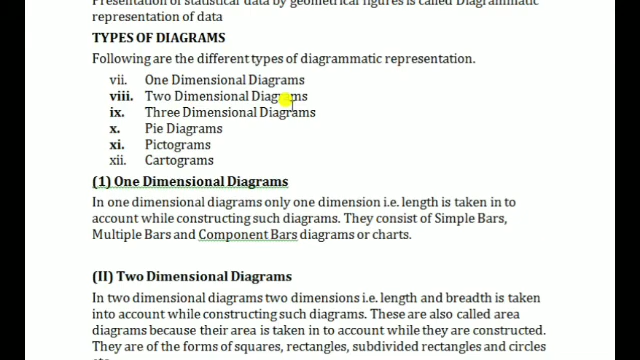 Presentation of statistical data by geometrical figures is called Diagrammatic
representation of data
TYPES OF DIAGRAMS
Following are the different types of diagrammatic representation.
vii. One Dimensional Diagrams
viii. Two Dimensional Diagrams
ix. Three Dimensional Diagrams
x. Pie Diagrams
xi. Pictograms
xii. Cartograms
(1) One Dimensional Diagrams
In one dimensional diagrams only one dimension i.e. length is taken in to
account while constructing such diagrams. They consist of Simple Bars,
Multiple Bars and Component Bars diagrams or charts.
(II) Two Dimensional Diagrams
In two dimensional diagrams two dimensions i.e. length and breadth is taken
into account while constructing such diagrams. These are also called area
diagrams because their area is taken in to account while they are constructed.
They are of the forms of squares, rectangles, subdivided rectangles and circles